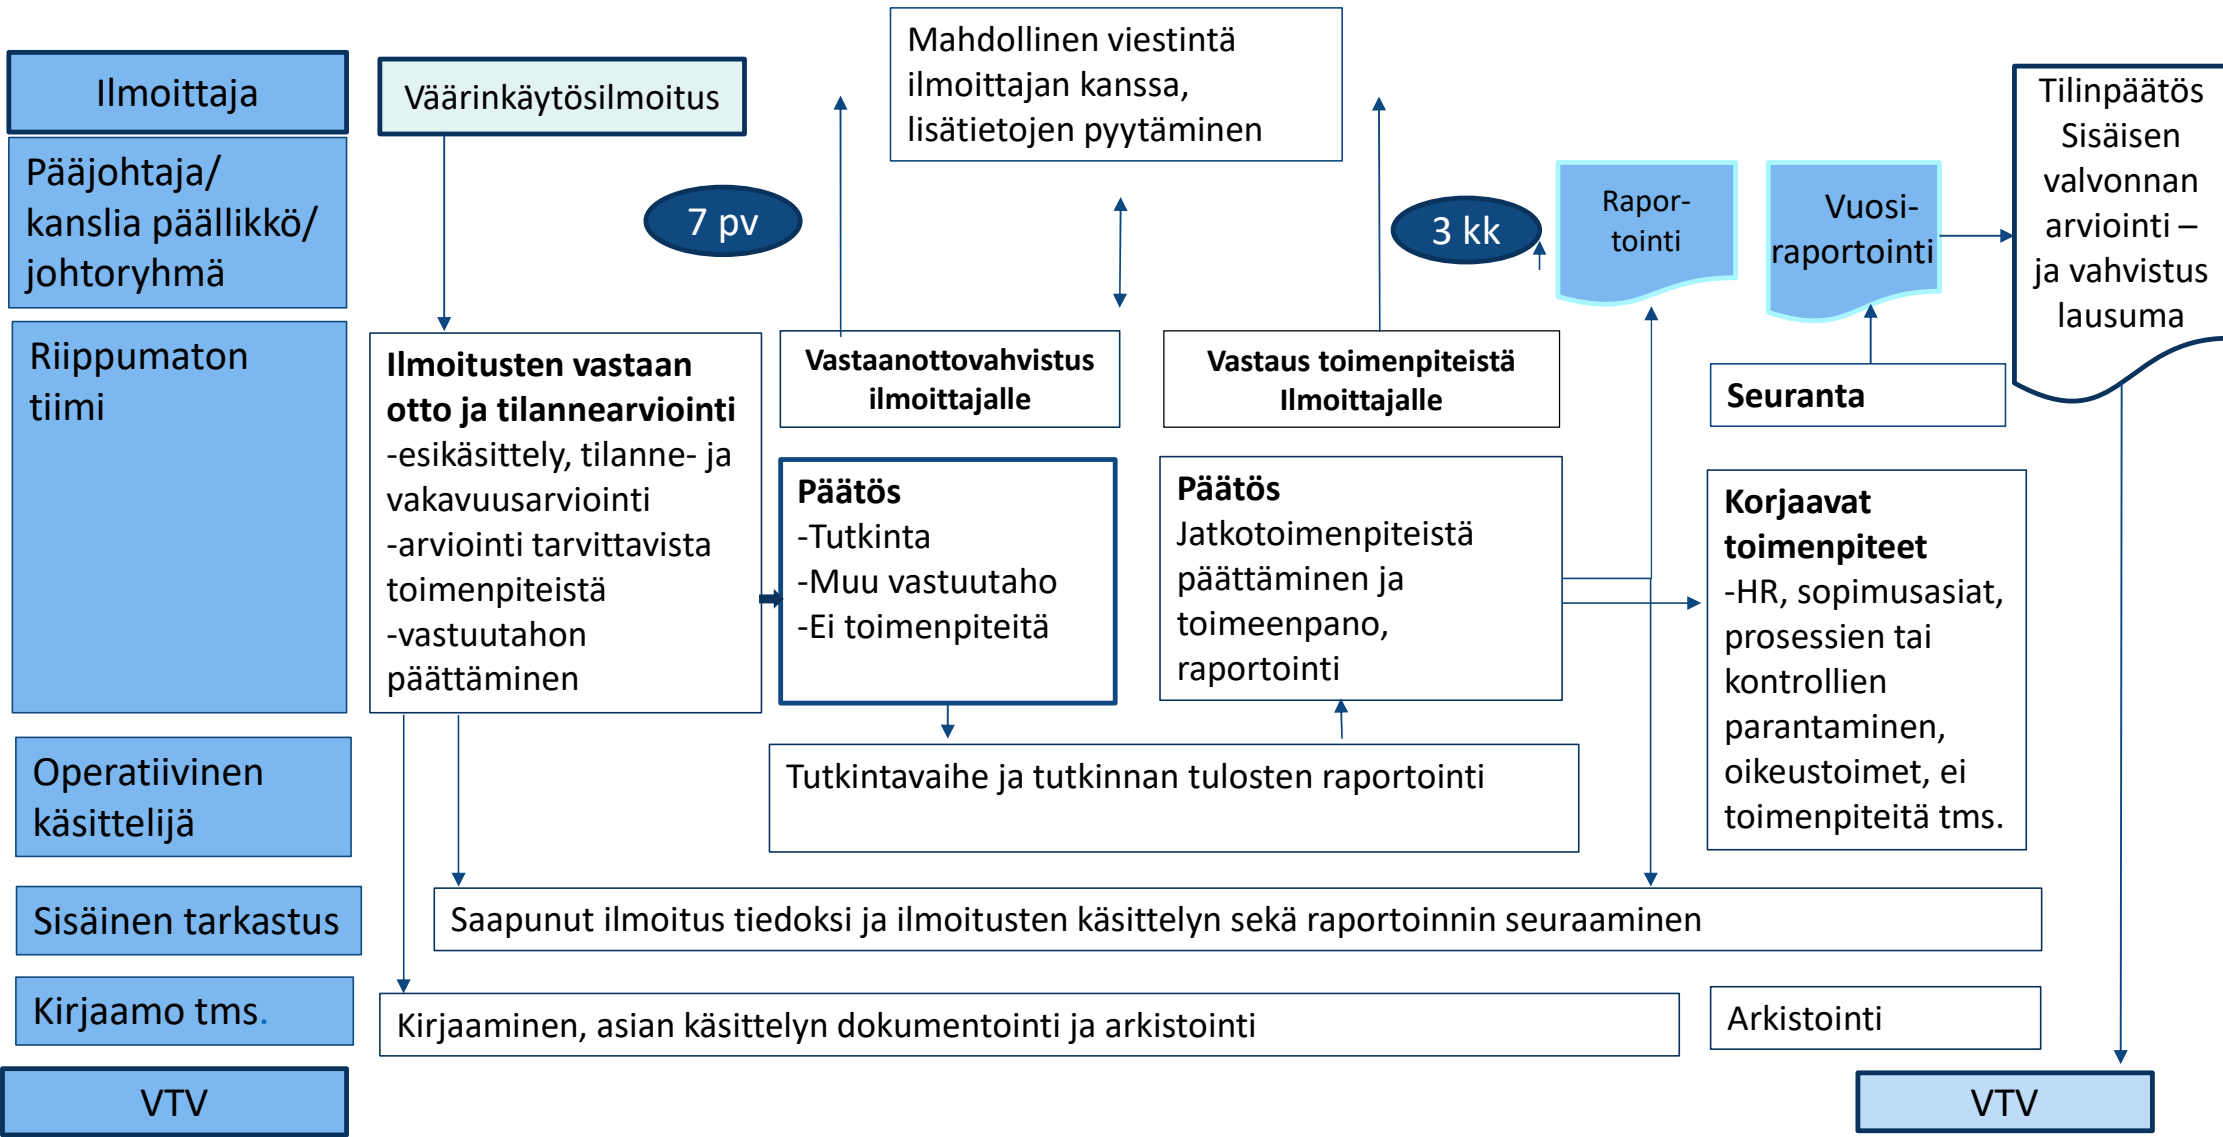 Ilmoittaja
Pääjohtaja/
kanslia päällikkö/
johtoryhmä
Riippumaton
tiimi
Operatiivinen
käsittelijä
Sisäinen tarkastus
Kirjaamo tms.
VTV
Väärinkäytösilmoitus
Mahdollinen viestintä
ilmoittajan kanssa,
lisätietojen pyytäminen
7 pv
3 kk
Rapor-
tointi
Vuosi-
raportointi
Tilinpäätös
Sisäisen
valvonnan
arviointi –
ja vahvistus
lausuma
Ilmoitusten vastaan
otto ja tilannearviointi
-esikäsittely, tilanne- ja
vakavuusarviointi
-arviointi tarvittavista
toimenpiteistä
-vastuutahon
päättäminen
Vastaanottovahvistus
ilmoittajalle
Vastaus toimenpiteistä
Ilmoittajalle
Seuranta
Päätös
-Tutkinta
-Muu vastuutaho
-Ei toimenpiteitä
Päätös
Jatkotoimenpiteistä
päättäminen ja
toimeenpano,
raportointi
Korjaavat
toimenpiteet
-HR, sopimusasiat,
prosessien tai
kontrollien
parantaminen,
oikeustoimet, ei
toimenpiteitä tms.
Tutkintavaihe ja tutkinnan tulosten raportointi
Saapunut ilmoitus tiedoksi ja ilmoitusten käsittelyn sekä raportoinnin seuraaminen
Kirjaaminen, asian käsittelyn dokumentointi ja arkistointi
Arkistointi
VTV